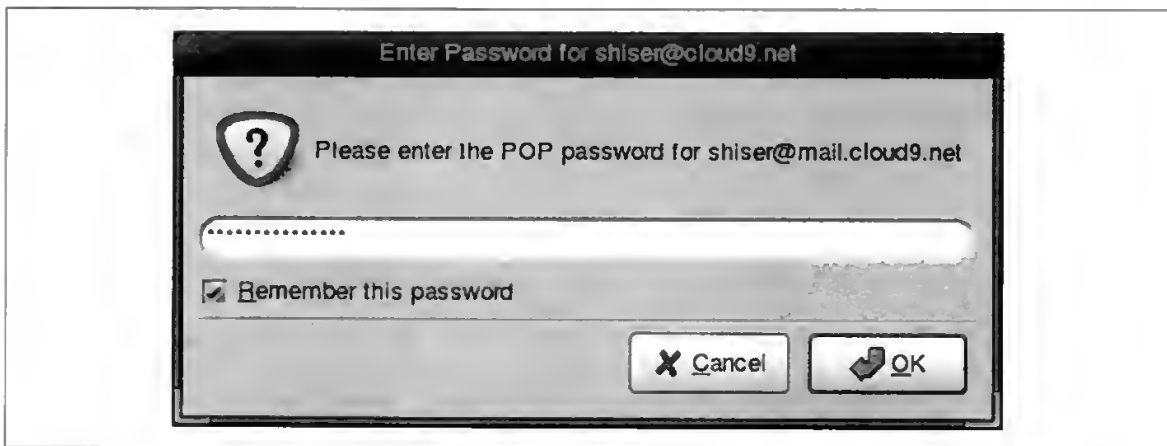 Enter Password for shiser@cloud9.net
Please enter the POP password for shiser@mail.cloud9.net
Remember this password
Cancel
OK